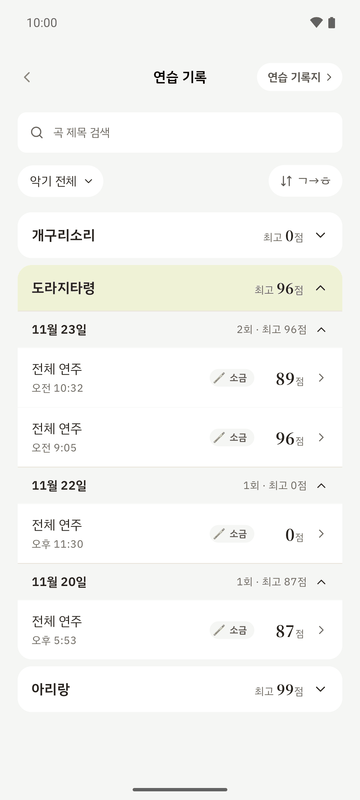 10:00
연습 기록
연습 기록지
곡 제목 검색
악기 전체
ㄱ→ㅎ
개구리소리
최고 0점
도라지타령
최고 96점
11월 23일
2회 · 최고 96점
전체 연주
오전 10:32
소금
89점
전체 연주
오전 9:05
소금
96점
11월 22일
1회 · 최고 0점
전체 연주
오후 11:30
소금
0점
11월 20일
1회 · 최고 87점
전체 연주
오후 5:53
소금
87점
아리랑
최고 99점